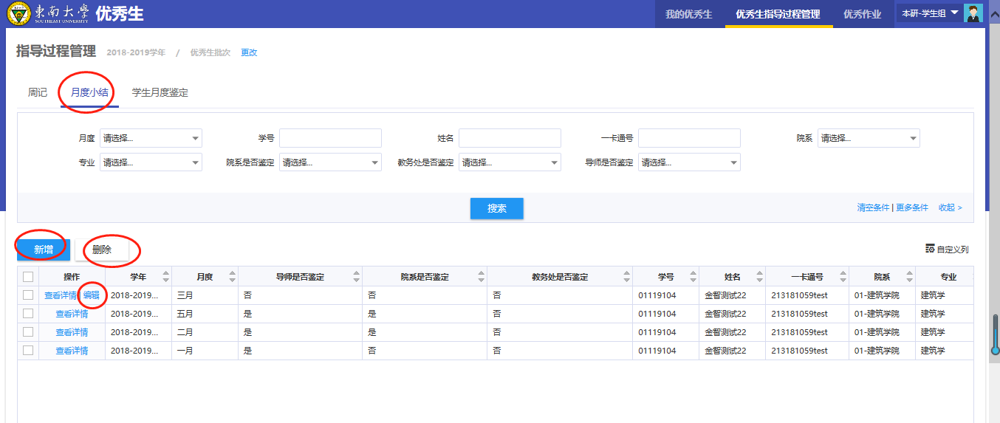 東南大學 优秀生 我的优秀生 优秀生指导过程管理 优秀作业 本研-学生组
SOUTHEAST UNIVERSITY
指导过程管理 2018-2019学年 / 优秀生批次 更改
周记 月度小结 学生月度鉴定
月度 请选择... 学号 姓名 一卡通号 院系 请选择...
专业 请选择... 院系是否鉴定 请选择... 教务处是否鉴定 请选择... 导师是否鉴定 请选择...
搜索 清空条件 | 更多条件 收起 >
新增 删除 自定义列
操作 学年 月度 导师是否鉴定 院系是否鉴定 教务处是否鉴定 学号 姓名 一卡通号 院系 专业
查看详情 | 编辑 2018-2019... 三月 否 否 否 01119104 金智测试22 213181059test 01-建筑学院 建筑学
查看详情 2018-2019... 五月 是 是 否 01119104 金智测试22 213181059test 01-建筑学院 建筑学
查看详情 2018-2019... 二月 是 是 否 01119104 金智测试22 213181059test 01-建筑学院 建筑学
查看详情 2018-2019... 一月 是 否 否 01119104 金智测试22 213181059test 01-建筑学院 建筑学